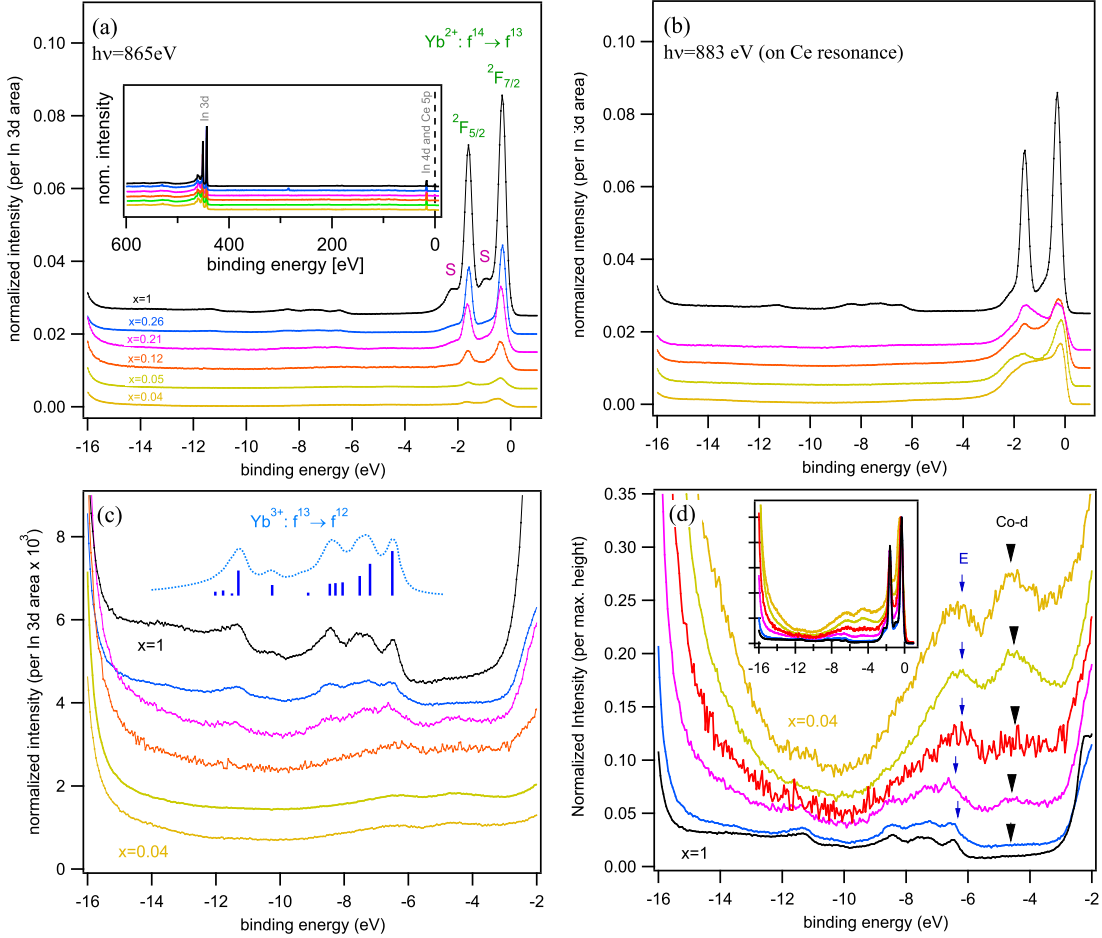 (a)
hν=865eV
Yb2+: f14→ f13
2F7/2
2F5/2
S
S
x=1
x=0.26
x=0.21
x=0.12
x=0.05
x=0.04
0.10
0.08
0.06
0.04
0.02
0.00
normalized intensity (per In 3d area)
-16 -14 -12 -10 -8 -6 -4 -2 0
binding energy (eV)
nom. intensity
In 3d
In 4d and Ce 5p
600 400 200 0
binding energy [eV]
(b)
hν=883 eV (on Ce resonance)
0.10
0.08
0.06
0.04
0.02
0.00
normalized intensity (per In 3d area)
-16 -14 -12 -10 -8 -6 -4 -2 0
binding energy (eV)
(c)
Yb3+: f13→ f12
x=1
x=0.04
8
6
4
2
0
normalized intensity (per In 3d area x 103)
-16 -14 -12 -10 -8 -6 -4 -2
binding energy (eV)
(d)
Co-d
E
x=0.04
x=1
0.35
0.30
0.25
0.20
0.15
0.10
0.05
0.00
Normalized Intensity (per max. height)
-16 -12 -8 -4 0
-16 -14 -12 -10 -8 -6 -4 -2
binding energy (eV)